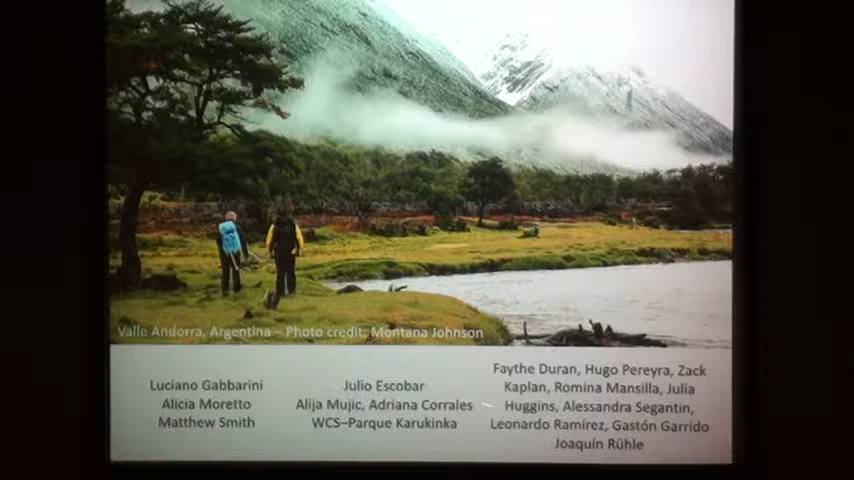 Valle Andorra, Argentina – Photo credit: Montana Johnson
Luciano Gabbarini
Alicia Moretto
Matthew Smith
Julio Escobar
Alija Mujic, Adriana Corrales
WCS–Parque Karukinka
Faythe Duran, Hugo Pereyra, Zack
Kaplan, Romina Mansilla, Julia
Huggins, Alessandra Segantin,
Leonardo Ramírez, Gastón Garrido
Joaquín Rühle